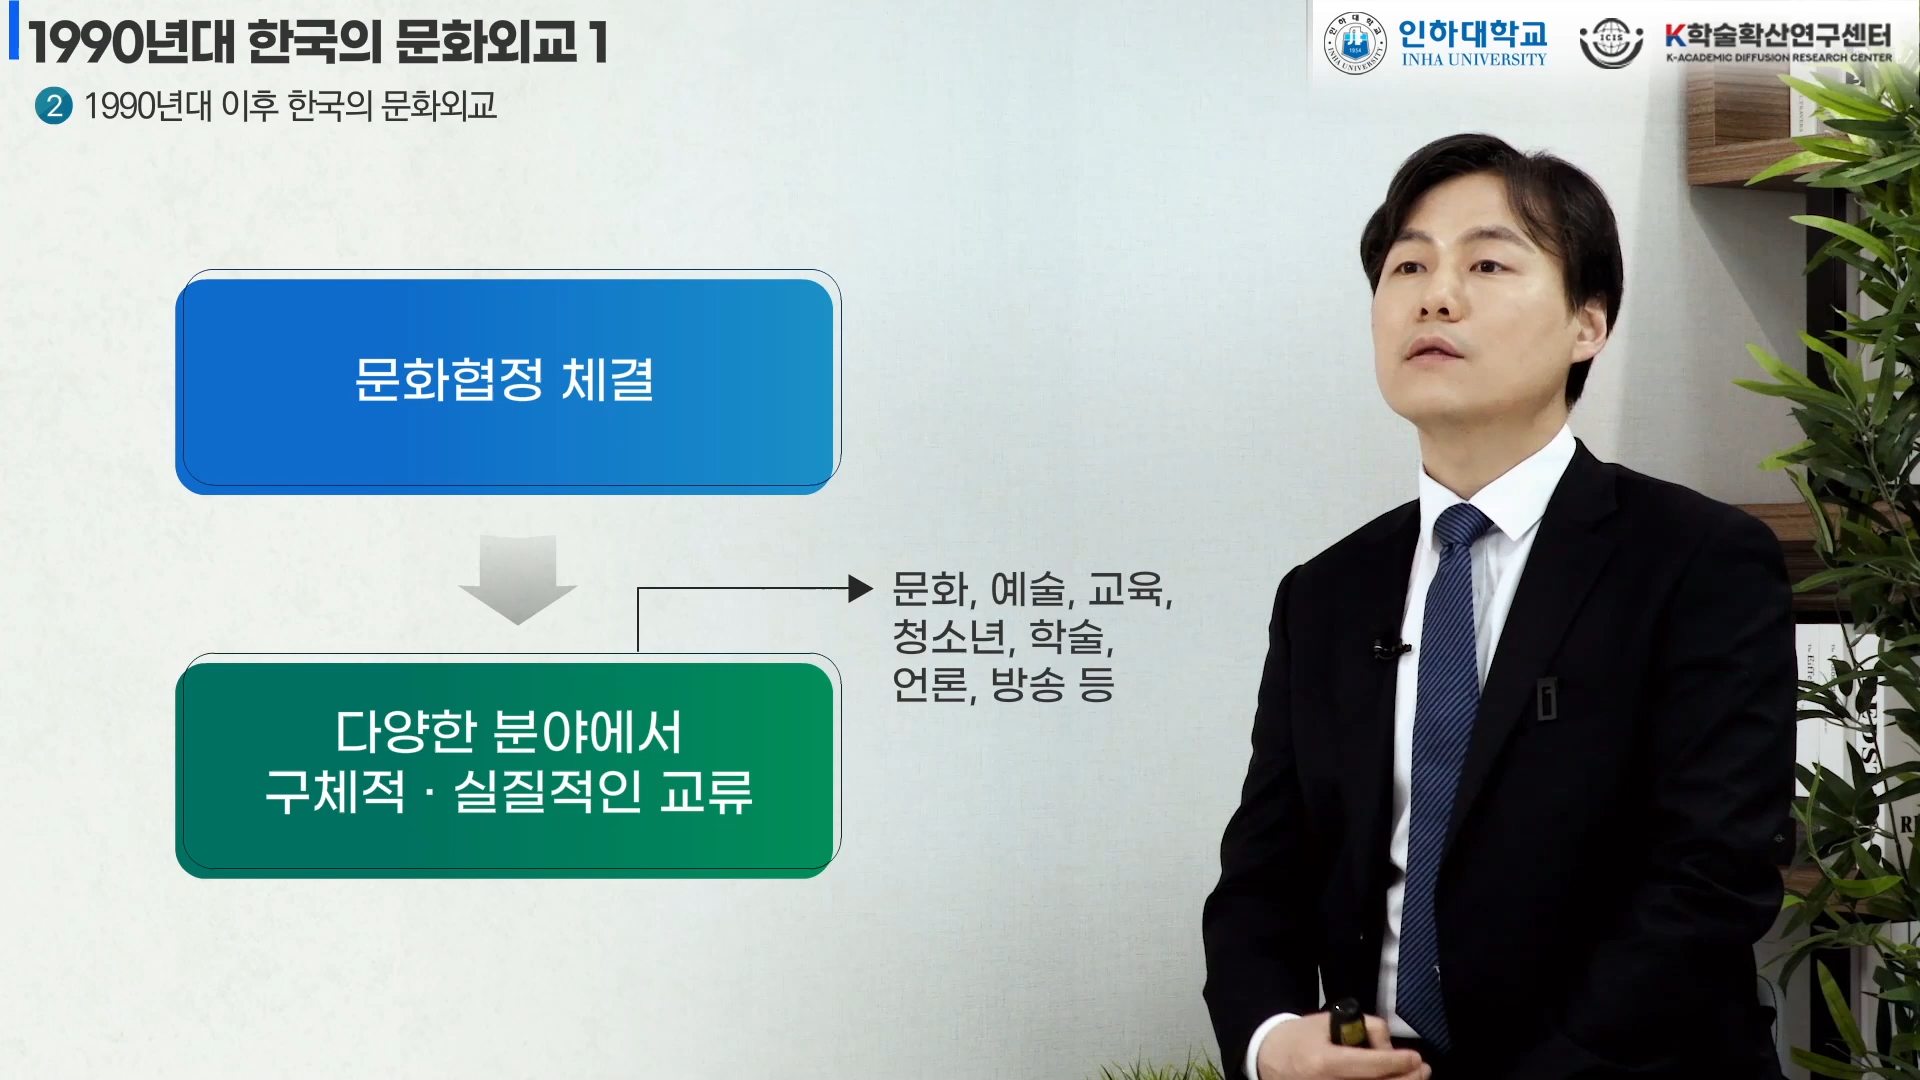 1990년대 한국의 문화외교 1
2 1990년대 이후 한국의 문화외교
인하대학교
INHA UNIVERSITY
ICIS
K학술확산연구센터
K-ACADEMIC DIFFUSION RESEARCH CENTER
문화협정 체결
문화, 예술, 교육,
청소년, 학술,
언론, 방송 등
다양한 분야에서
구체적 · 실질적인 교류